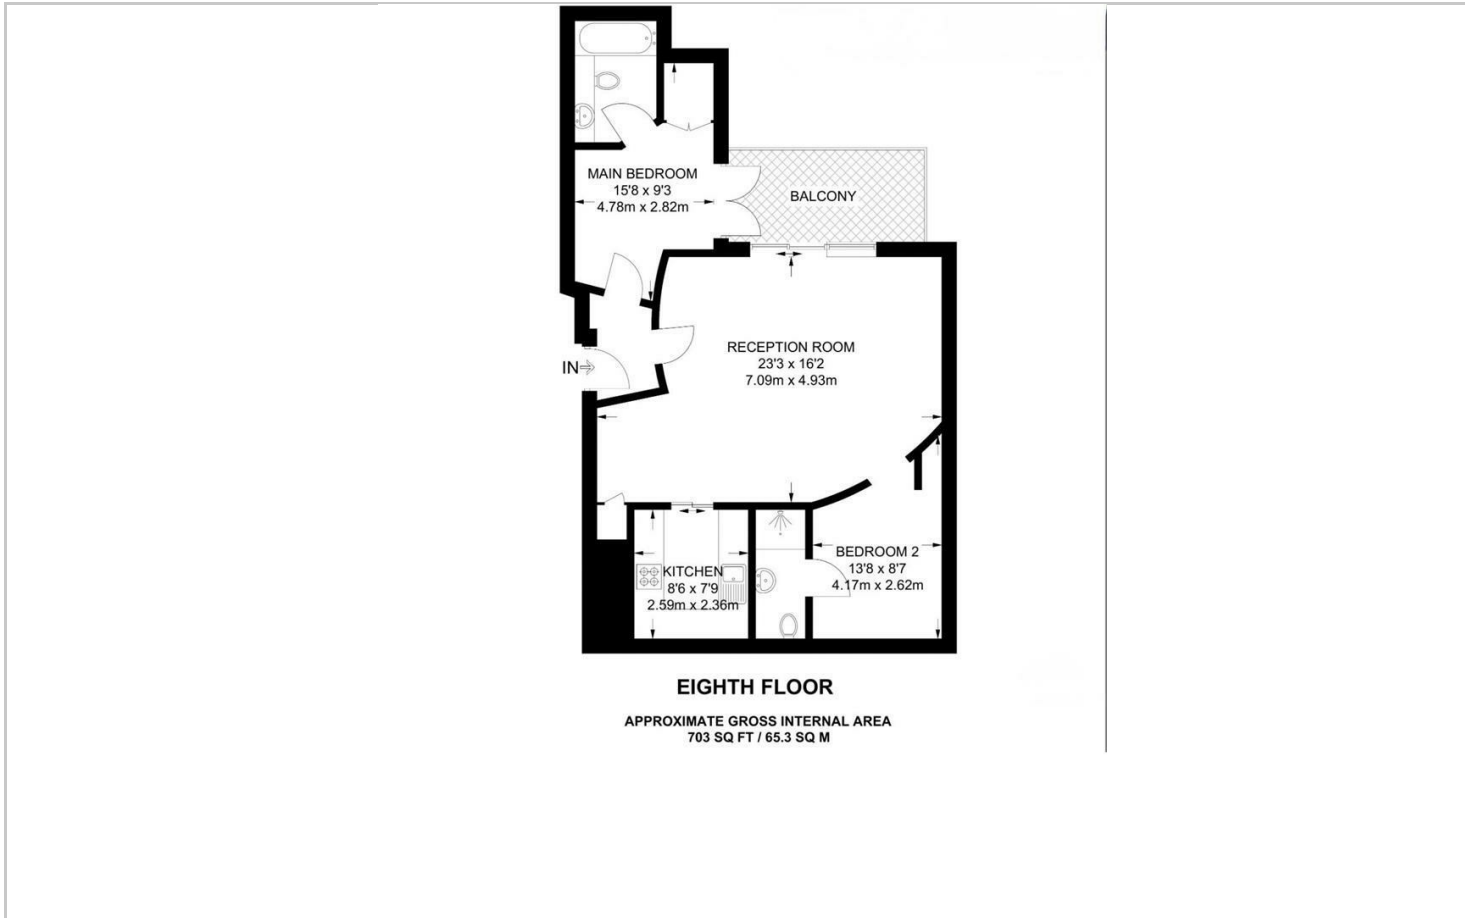 MAIN BEDROOM
15'8 x 9'3
4.78m x 2.82m
BALCONY
RECEPTION ROOM
23'3 x 16'2
7.09m x 4.93m
IN
KITCHEN
8'6 x 7'9
2.59m x 2.36m
BEDROOM 2
13'8 x 8'7
4.17m x 2.62m
EIGHTH FLOOR
APPROXIMATE GROSS INTERNAL AREA
703 SQ FT / 65.3 SQ M